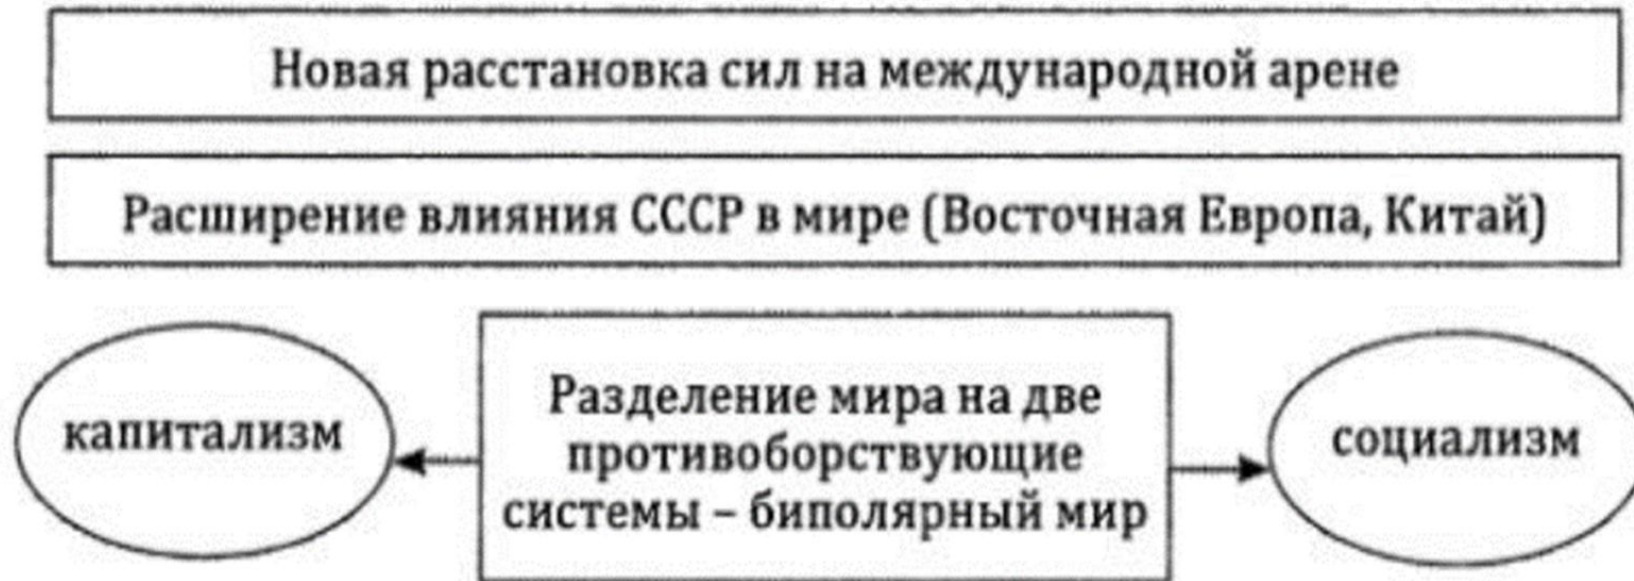 Новая расстановка сил на международной арене
Расширение влияния СССР в мире (Восточная Европа, Китай)
капитализм
Разделение мира на две
противоборствующие
системы – биполярный мир
социализм